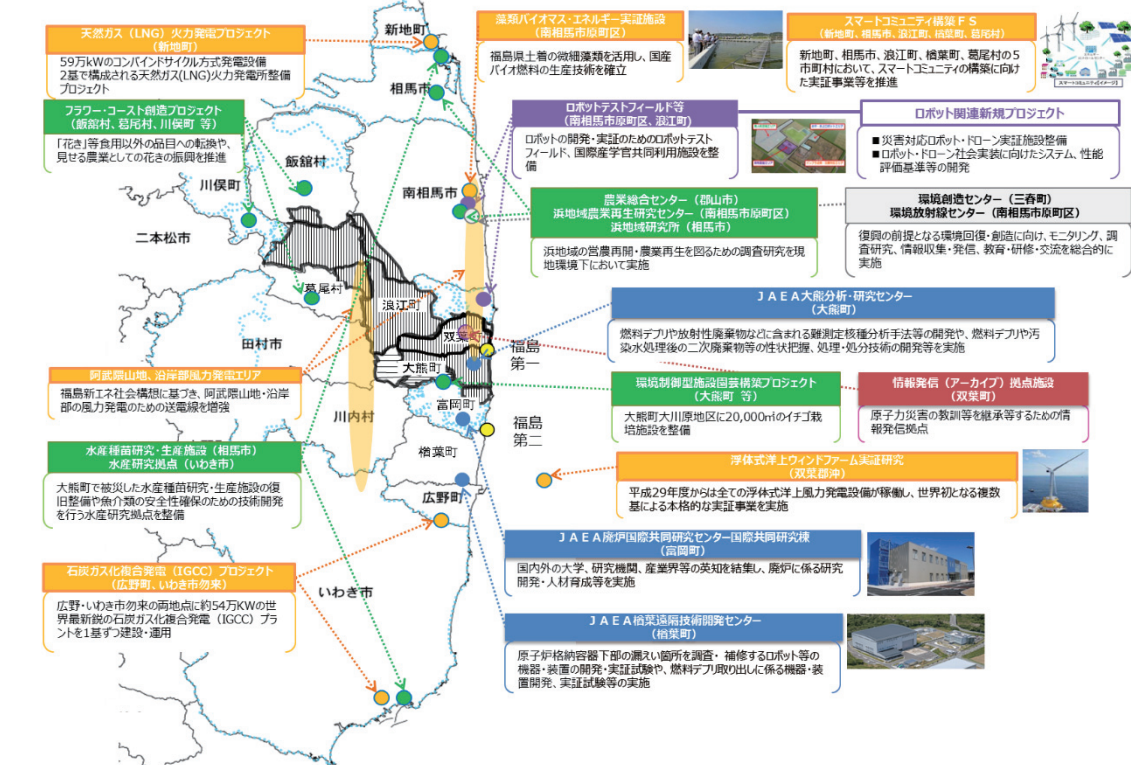 天然ガス（LNG）火力発電プロジェクト
（新地町）
59万kWのコンバインドサイクル方式発電設備
2基で構成される天然ガス(LNG)火力発電所整備
プロジェクト
フラワー・コースト創造プロジェクト
（飯舘村、葛尾村、川俣町 等）
「花き」等食用以外の品目への転換や、
見せる農業としての花きの振興を推進
藻類バイオマス・エネルギー実証施設
（南相馬市原町区）
福島県土着の微細藻類を活用し、国産
バイオ燃料の生産技術を確立
スマートコミュニティ構築ＦＳ
（新地町、相馬市、浪江町、楢葉町、葛尾村）
新地町、相馬市、浪江町、楢葉町、葛尾村の５
市町村において、スマートコミュニティの構築に向け
た実証事業等を推進
スマートコミュニティ【イメージ】
ロボットテストフィールド等
（南相馬市原町区、浪江町）
ロボットの開発・実証のためのロボットテスト
フィールド、国際産学官共同利用施設を整
備
ロボット関連新規プロジェクト
■災害対応ロボット・ドローン実証施設整備
■ロボット・ドローン社会実装に向けたシステム、性能
評価基準等の開発
農業総合センター（郡山市）
浜地域農業再生研究センター（南相馬市原町区）
浜地域研究所（相馬市）
浜地域の営農再開・農業再生を図るための調査研究を現
地環境下において実施
環境創造センター（三春町）
環境放射線センター（南相馬市原町区）
復興の前提となる環境回復・創造に向け、モニタリング、調
査研究、情報収集・発信、教育・研修・交流を総合的に
実施
ＪＡＥＡ大熊分析・研究センター
（大熊町）
燃料デブリや放射性廃棄物などに含まれる難測定核種分析手法等の開発や、燃料デブリや汚
染水処理後の二次廃棄物等の性状把握、処理・処分技術の開発等を実施
環境制御型施設園芸構築プロジェクト
（大熊町 等）
大熊町大川原地区に20,000㎡のイチゴ栽
培施設を整備
情報発信（アーカイブ）拠点施設
（双葉町）
原子力災害の教訓等を継承等するための情
報発信拠点
阿武隈山地、沿岸部風力発電エリア
福島新エネ社会構想に基づき、阿武隈山地・沿岸
部の風力発電のための送電線を増強
浮体式洋上ウィンドファーム実証研究
（双葉郡沖）
平成29年度からは全ての浮体式洋上風力発電設備が稼働し、世界初となる複数
基による本格的な実証事業を実施
水産種苗研究・生産施設（相馬市）
水産研究拠点（いわき市）
大熊町で被災した水産種苗研究・生産施設の復
旧整備や魚介類の安全性確保のための技術開発
を行う水産研究拠点を整備
ＪＡＥＡ廃炉国際共同研究センター国際共同研究棟
（富岡町）
国内外の大学、研究機関、産業界等の英知を結集し、廃炉に係る研究
開発・人材育成等を実施
石炭ガス化複合発電（IGCC）プロジェクト
（広野町、いわき市勿来）
広野・いわき市勿来の両地点に約54万KWの世
界最新鋭の石炭ガス化複合発電（IGCC）プラ
ントを1基ずつ建設・運用
ＪＡＥＡ楢葉遠隔技術開発センター
（楢葉町）
原子炉格納容器下部の漏えい箇所を調査・ 補修するロボット等の
機器・装置の開発・実証試験や、燃料デブリ取り出しに係る機器・装
置開発、実証試験等の実施
新地町
相馬市
飯舘村
川俣町
南相馬市
二本松市
葛尾村
浪江町
田村市
双葉町
大熊町
福島
第一
富岡町
川内村
福島
第二
楢葉町
広野町
いわき市